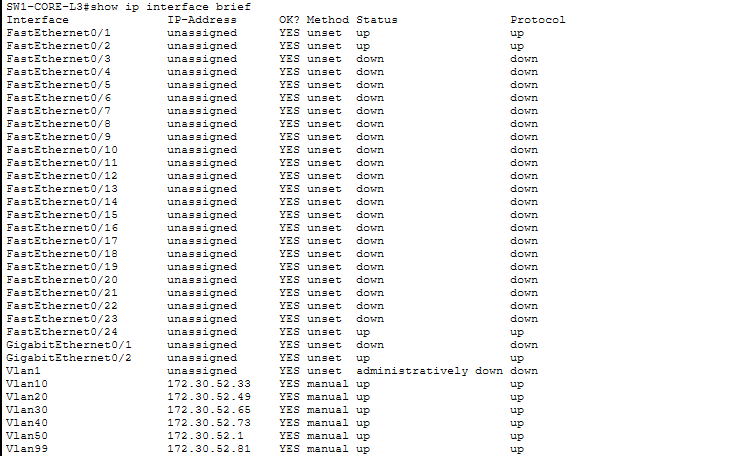 SW1-CORE-L3#show ip interface brief
Interface              IP-Address      OK? Method Status                Protocol
FastEthernet0/1        unassigned      YES unset  up                    up
FastEthernet0/2        unassigned      YES unset  up                    up
FastEthernet0/3        unassigned      YES unset  down                  down
FastEthernet0/4        unassigned      YES unset  down                  down
FastEthernet0/5        unassigned      YES unset  down                  down
FastEthernet0/6        unassigned      YES unset  down                  down
FastEthernet0/7        unassigned      YES unset  down                  down
FastEthernet0/8        unassigned      YES unset  down                  down
FastEthernet0/9        unassigned      YES unset  down                  down
FastEthernet0/10       unassigned      YES unset  down                  down
FastEthernet0/11       unassigned      YES unset  down                  down
FastEthernet0/12       unassigned      YES unset  down                  down
FastEthernet0/13       unassigned      YES unset  down                  down
FastEthernet0/14       unassigned      YES unset  down                  down
FastEthernet0/15       unassigned      YES unset  down                  down
FastEthernet0/16       unassigned      YES unset  down                  down
FastEthernet0/17       unassigned      YES unset  down                  down
FastEthernet0/18       unassigned      YES unset  down                  down
FastEthernet0/19       unassigned      YES unset  down                  down
FastEthernet0/20       unassigned      YES unset  down                  down
FastEthernet0/21       unassigned      YES unset  down                  down
FastEthernet0/22       unassigned      YES unset  down                  down
FastEthernet0/23       unassigned      YES unset  down                  down
FastEthernet0/24       unassigned      YES unset  up                    up
GigabitEthernet0/1     unassigned      YES unset  down                  down
GigabitEthernet0/2     unassigned      YES unset  up                    up
Vlan1                  unassigned      YES unset  administratively down down
Vlan10                 172.30.52.33    YES manual up                    up
Vlan20                 172.30.52.49    YES manual up                    up
Vlan30                 172.30.52.65    YES manual up                    up
Vlan40                 172.30.52.73    YES manual up                    up
Vlan50                 172.30.52.1     YES manual up                    up
Vlan99                 172.30.52.81    YES manual up                    up